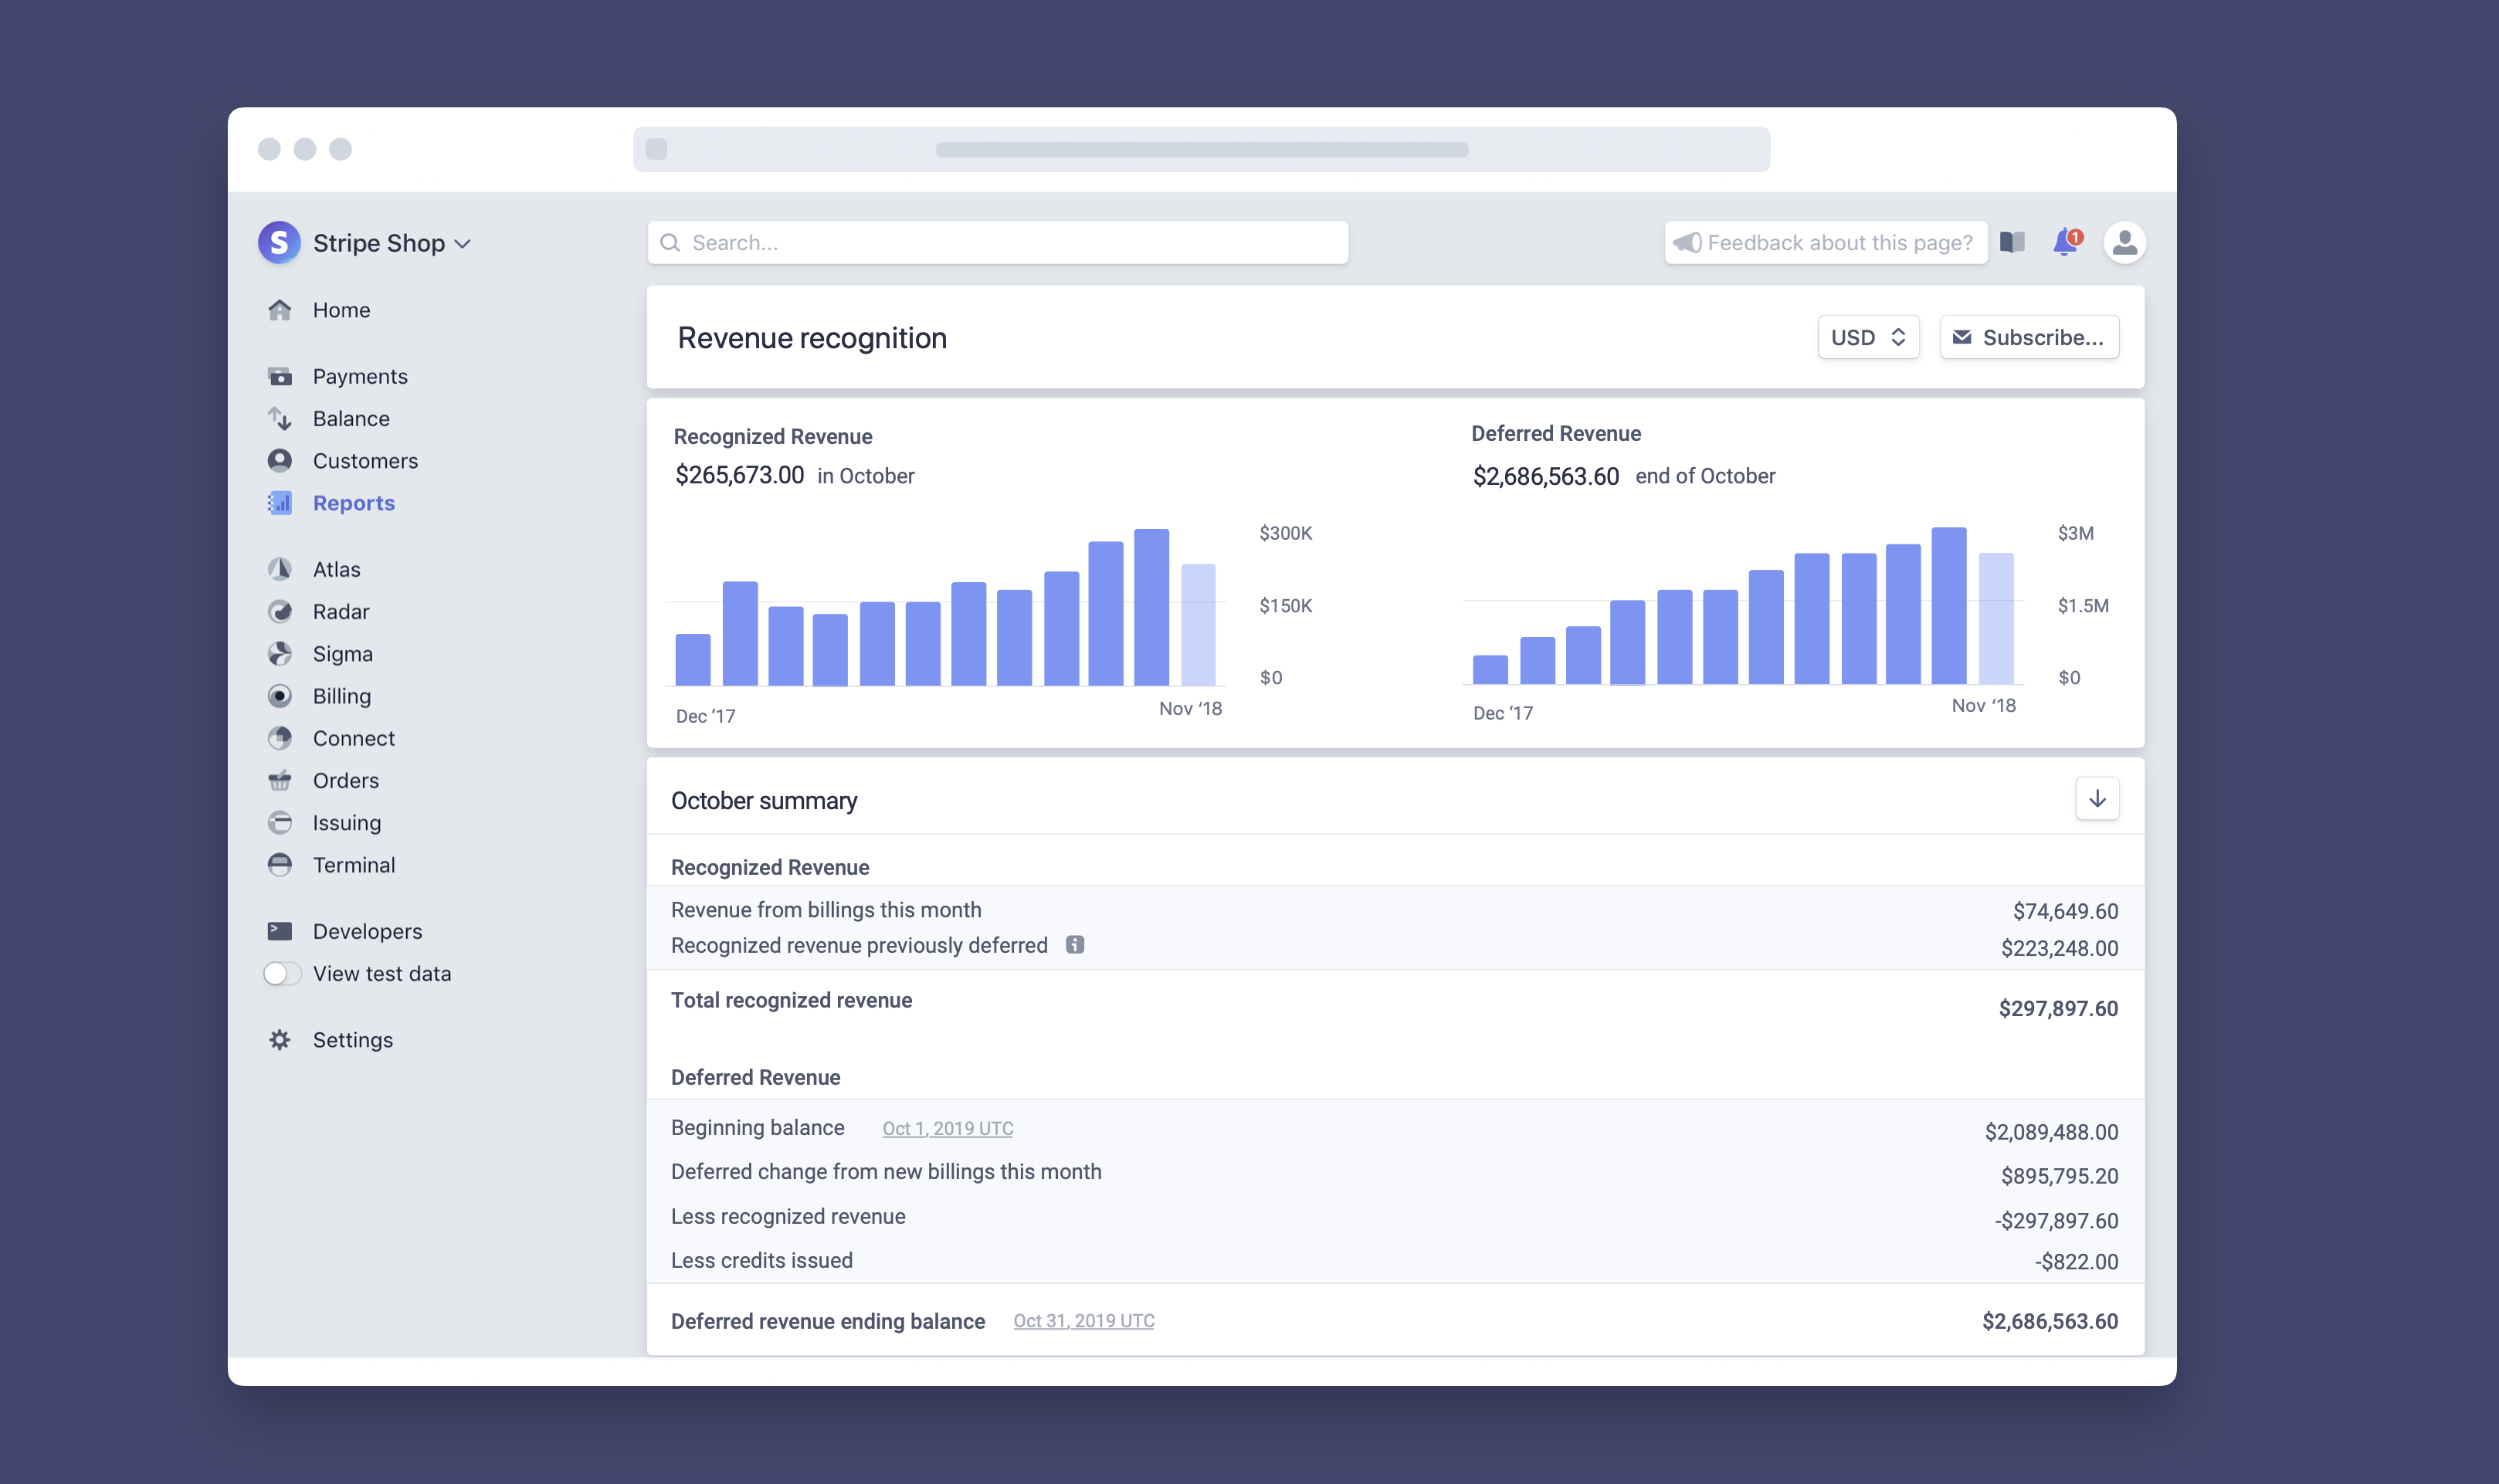 Stripe Shop
Search...
Feedback about this page?
1
Home
Payments
Balance
Customers
Reports
Atlas
Radar
Sigma
Billing
Connect
Orders
Issuing
Terminal
Developers
View test data
Settings
Revenue recognition
USD
Subscribe...
Recognized Revenue
$265,673.00 in October
$300K
$150K
$0
Dec ‘17
Nov ‘18
Deferred Revenue
$2,686,563.60 end of October
$3M
$1.5M
$0
Dec ‘17
Nov ‘18
October summary
Recognized Revenue
Revenue from billings this month $74,649.60
Recognized revenue previously deferred $223,248.00
Total recognized revenue $297,897.60
Deferred Revenue
Beginning balance Oct 1, 2019 UTC $2,089,488.00
Deferred change from new billings this month $895,795.20
Less recognized revenue -$297,897.60
Less credits issued -$822.00
Deferred revenue ending balance Oct 31, 2019 UTC $2,686,563.60